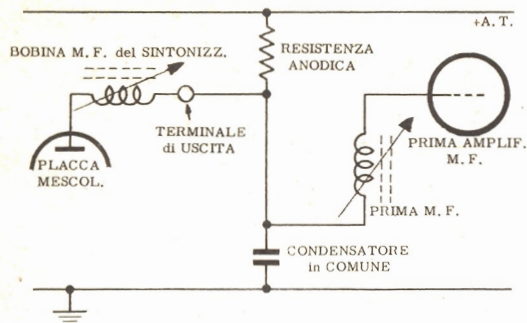 +A. T.
BOBINA M. F. del SINTONIZZ.
RESISTENZA
ANODICA
TERMINALE
di USCITA
PLACCA
MESCOL.
PRIMA AMPLIF.
M. F.
PRIMA M. F.
CONDENSATORE
in COMUNE